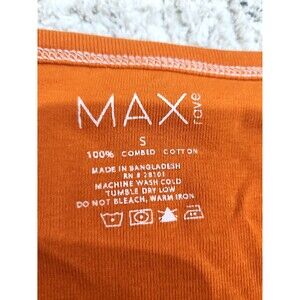 MAX rave
S
100% COMBED COTTON
MADE IN BANGLADESH
RN # 28101
MACHINE WASH COLD
TUMBLE DRY LOW
DO NOT BLEACH, WARM IRON